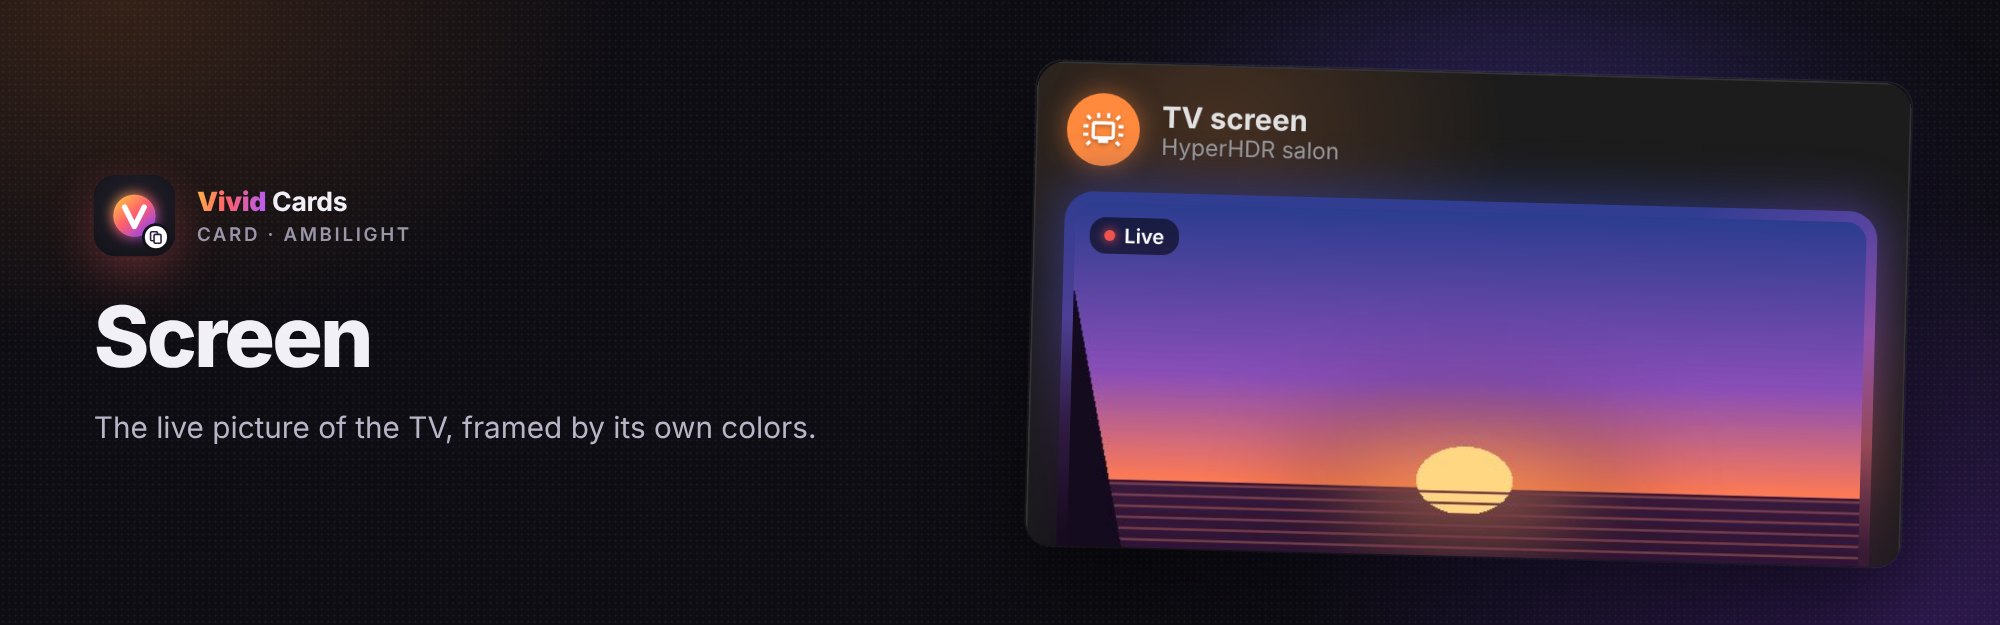 Vivid Cards
CARD · AMBILIGHT
Screen
The live picture of the TV, framed by its own colors.
TV screen
HyperHDR salon
Live